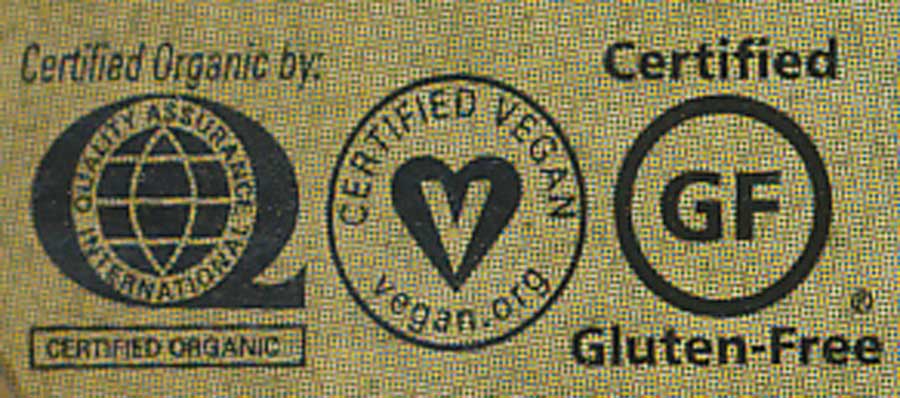 Certified Organic by:
QUALITY ASSURANCE
INTERNATIONAL
CERTIFIED ORGANIC
CERTIFIED VEGAN
V
vegan.org
Certified
GF
®
Gluten-Free